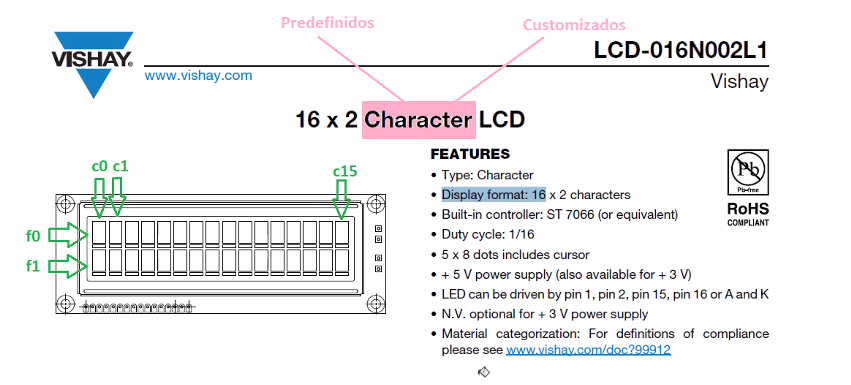 Predefinidos
Customizados
VISHAY®
www.vishay.com
LCD-016N002L1
Vishay
16 x 2 Character LCD
c0 c1 c15
f0
f1
FEATURES
• Type: Character
• Display format: 16 x 2 characters
• Built-in controller: ST 7066 (or equivalent)
• Duty cycle: 1/16
• 5 x 8 dots includes cursor
• + 5 V power supply (also available for + 3 V)
• LED can be driven by pin 1, pin 2, pin 15, pin 16 or A and K
• N.V. optional for + 3 V power supply
• Material categorization: For definitions of compliance
please see www.vishay.com/doc?99912
Pb
Pb-free
RoHS
COMPLIANT